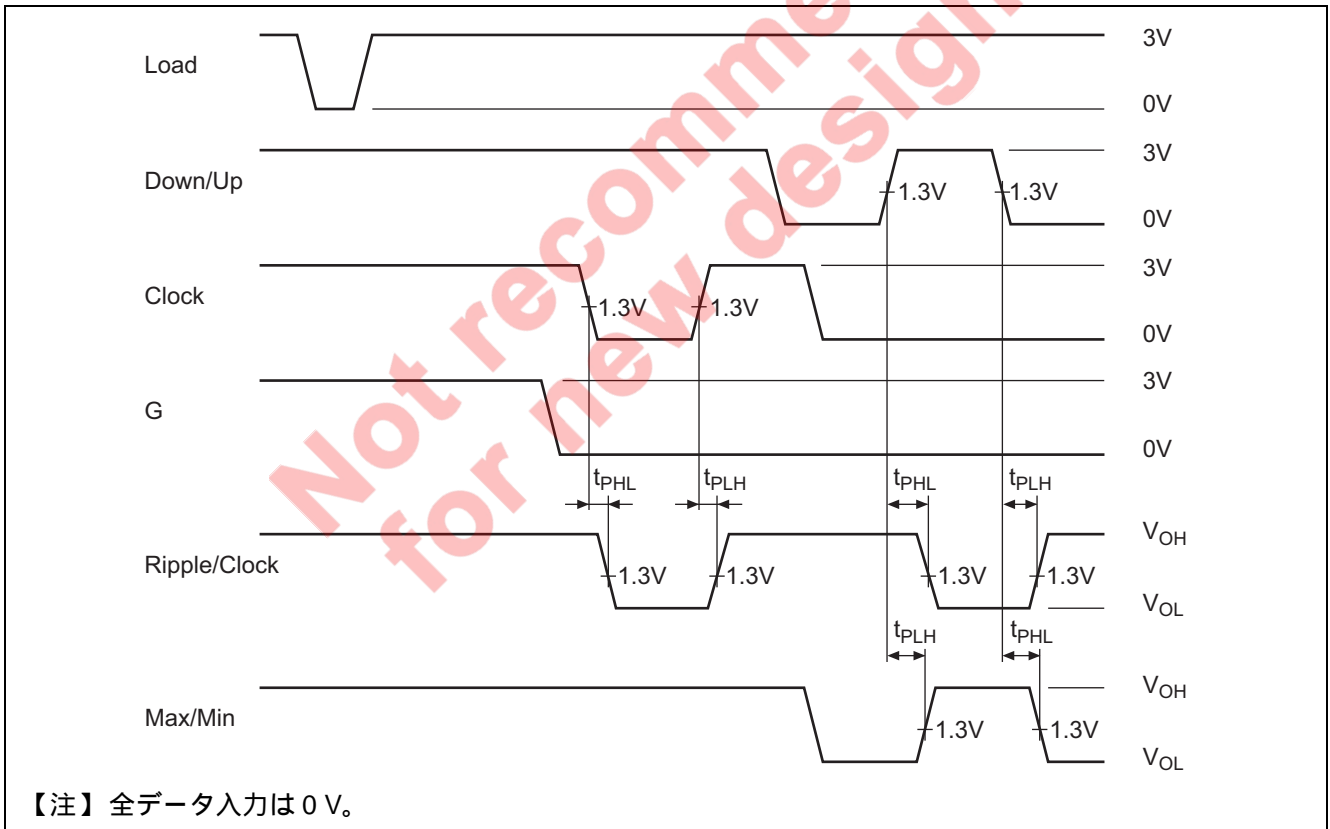 Load
3V
0V
Down/Up
3V
1.3V
1.3V
0V
Clock
3V
1.3V
1.3V
0V
G
3V
0V
tPHL
tPLH
tPHL
tPLH
Ripple/Clock
VOH
1.3V
1.3V
1.3V
1.3V
VOL
tPLH
tPHL
Max/Min
VOH
1.3V
1.3V
VOL
【注】全データ入力は 0 V。
Not recomme
for new design